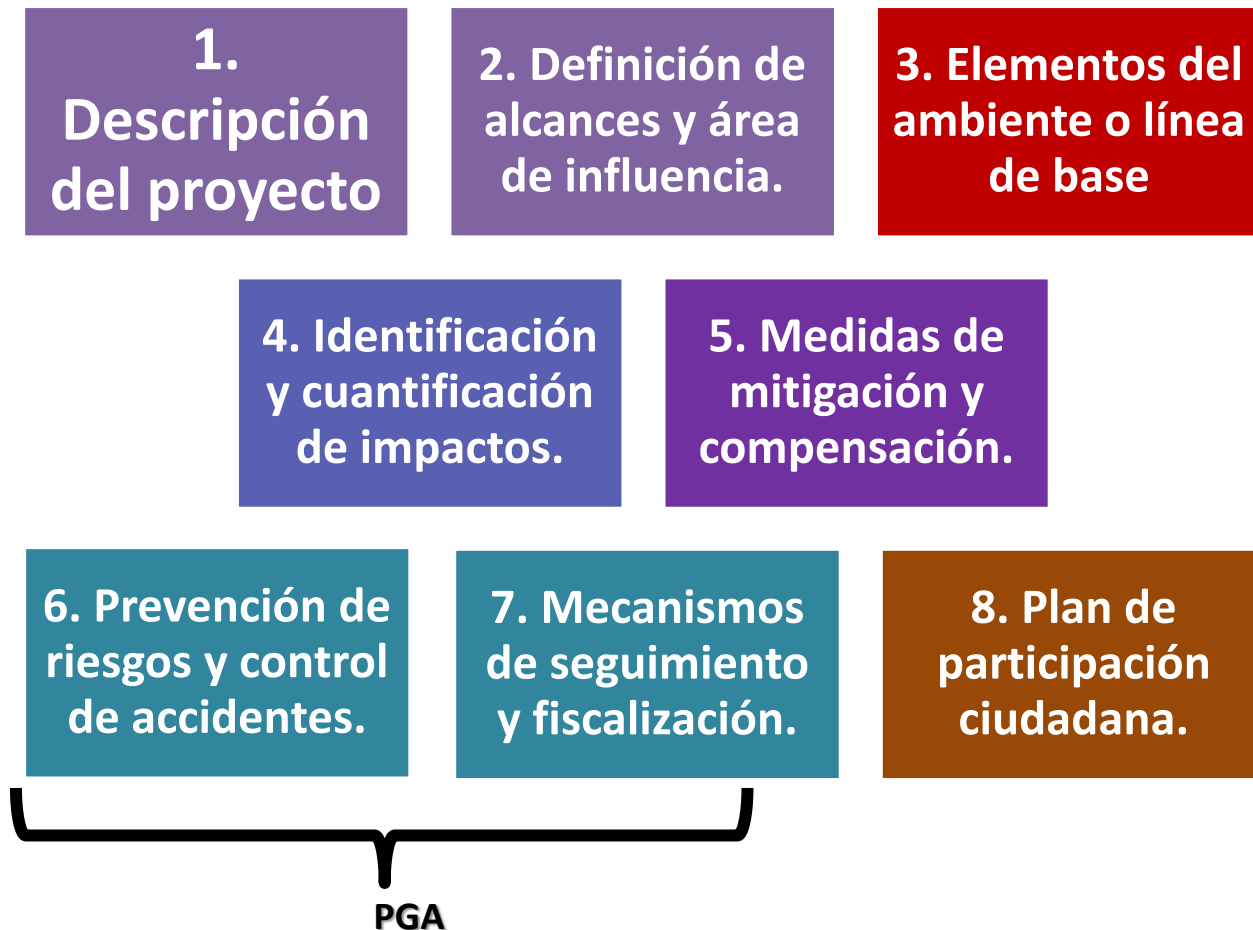 1.
Descripción
del proyecto
2. Definición de
alcances y área
de influencia.
3. Elementos del
ambiente o línea
de base
4. Identificación
y cuantificación
de impactos.
5. Medidas de
mitigación y
compensación.
6. Prevención de
riesgos y control
de accidentes.
7. Mecanismos
de seguimiento
y fiscalización.
8. Plan de
participación
ciudadana.
PGA